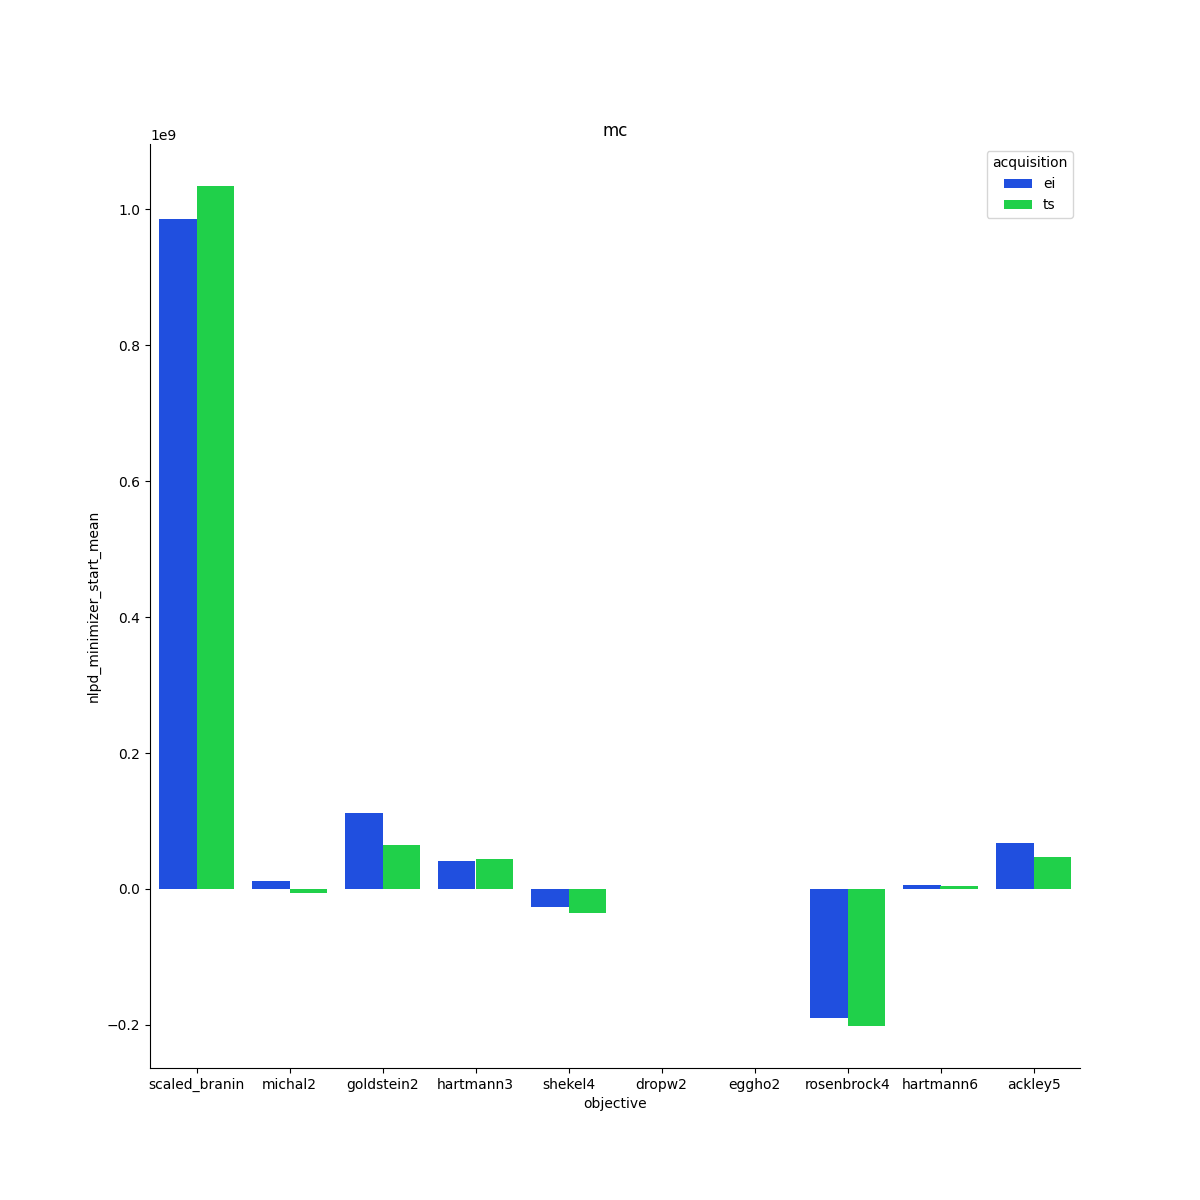 mc
1e9
acquisition
ei
ts
1.0
0.8
0.6
0.4
0.2
0.0
−0.2
nlpd_minimizer_start_mean
scaled_branin michal2 goldstein2 hartmann3 shekel4 dropw2 eggho2 rosenbrock4 hartmann6 ackley5
objective